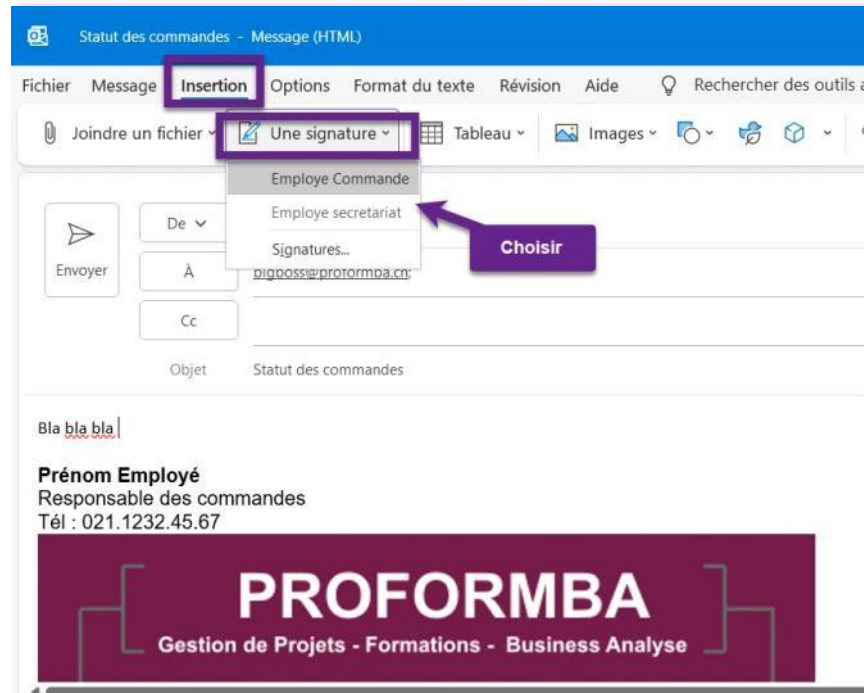 Statut des commandes - Message (HTML)
Fichier Message Insertion Options Format du texte Révision Aide Rechercher des outils a
Joindre un fichier Une signature Tableau Images
Employe Commande
Employe secretariat
Signatures...
Choisir
Envoyer
De
À
bigboss@proformba.ch;
Cc
Objet Statut des commandes
Bla bla bla
Prénom Employé
Responsable des commandes
Tél : 021.1232.45.67
PROFORMBA
Gestion de Projets - Formations - Business Analyse